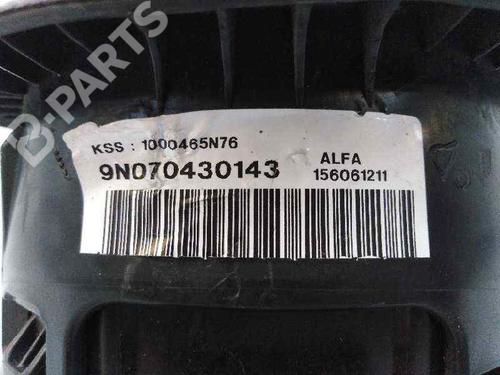 B-PARTS
KSS : 1000465N76
9N070430143
ALFA
156061211